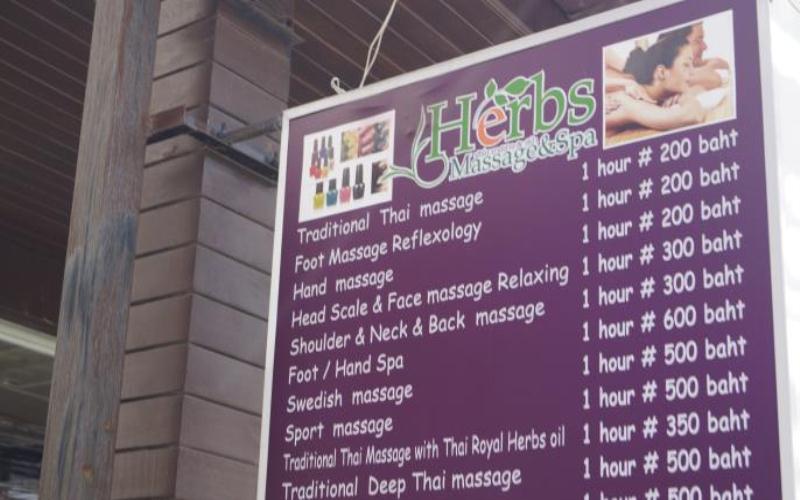 Herbs
Massage&Spa
Traditional Thai massage 1 hour # 200 baht
Foot Massage Reflexology 1 hour # 200 baht
Hand massage 1 hour # 200 baht
Head Scale & Face massage Relaxing 1 hour # 300 baht
Shoulder & Neck & Back massage 1 hour # 300 baht
Foot / Hand Spa 1 hour # 600 baht
Swedish massage 1 hour # 500 baht
Sport massage 1 hour # 500 baht
Traditional Thai Massage with Thai Royal Herbs oil 1 hour # 350 baht
Traditional Deep Thai massage 1 hour # 500 baht
1 hour # 500 baht